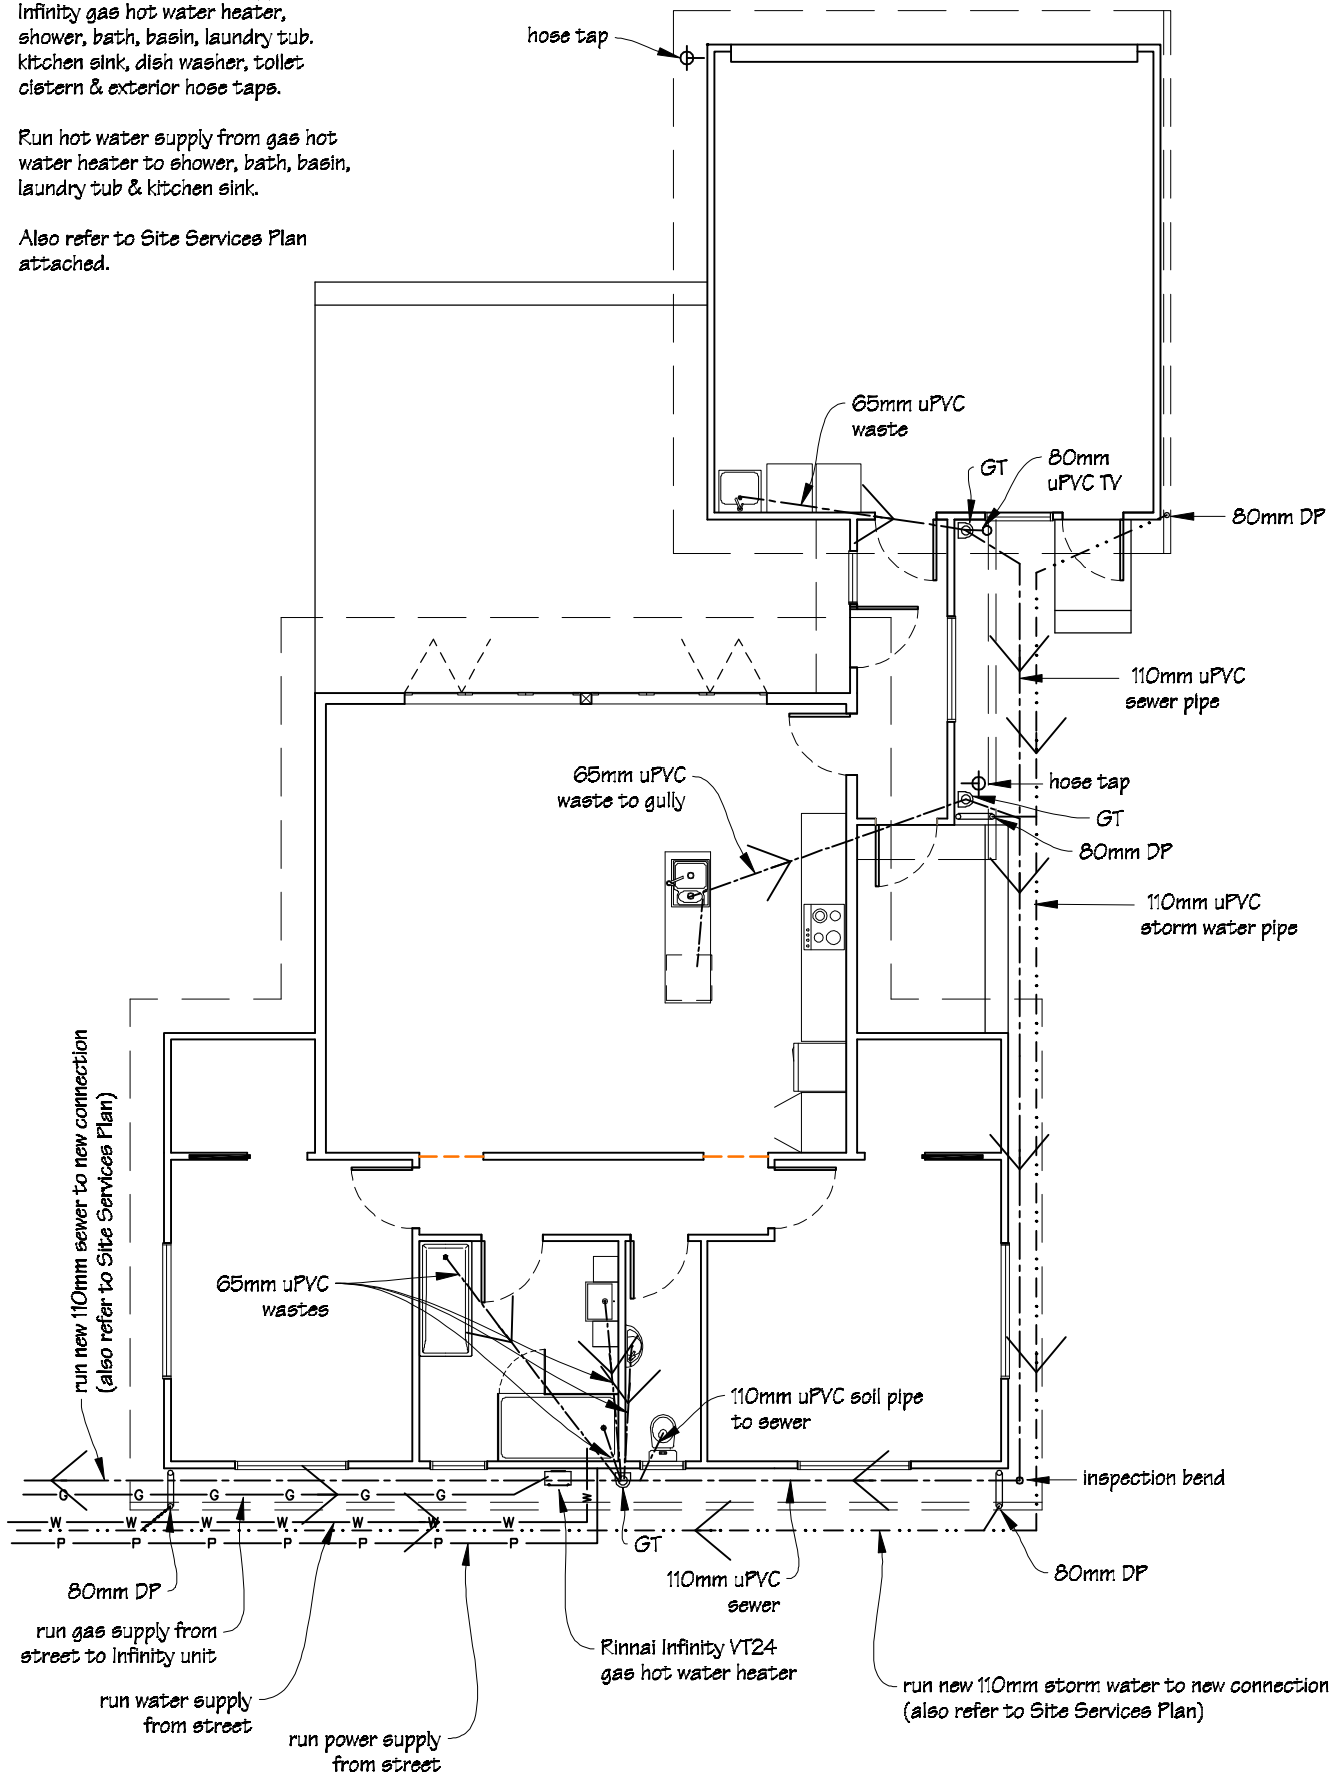 Infinity gas hot water heater,
shower, bath, basin, laundry tub.
kitchen sink, dish washer, toilet
cistern & exterior hose taps.
Run hot water supply from gas hot
water heater to shower, bath, basin,
laundry tub & kitchen sink.
Also refer to Site Services Plan
attached.
hose tap
65mm uPVC
waste
GT
80mm
uPVC TV
80mm DP
110mm uPVC
sewer pipe
65mm uPVC
waste to gully
hose tap
GT
80mm DP
110mm uPVC
storm water pipe
run new 110mm sewer to new connection
(also refer to Site Services Plan)
65mm uPVC
wastes
110mm uPVC soil pipe
to sewer
inspection bend
G G G G G G
W
W W W W W W W
P P P P P P P
GT
80mm DP
110mm uPVC
sewer
80mm DP
run gas supply from
street to Infinity unit
Rinnai Infinity VT24
gas hot water heater
run water supply
from street
run new 110mm storm water to new connection
(also refer to Site Services Plan)
run power supply
from street